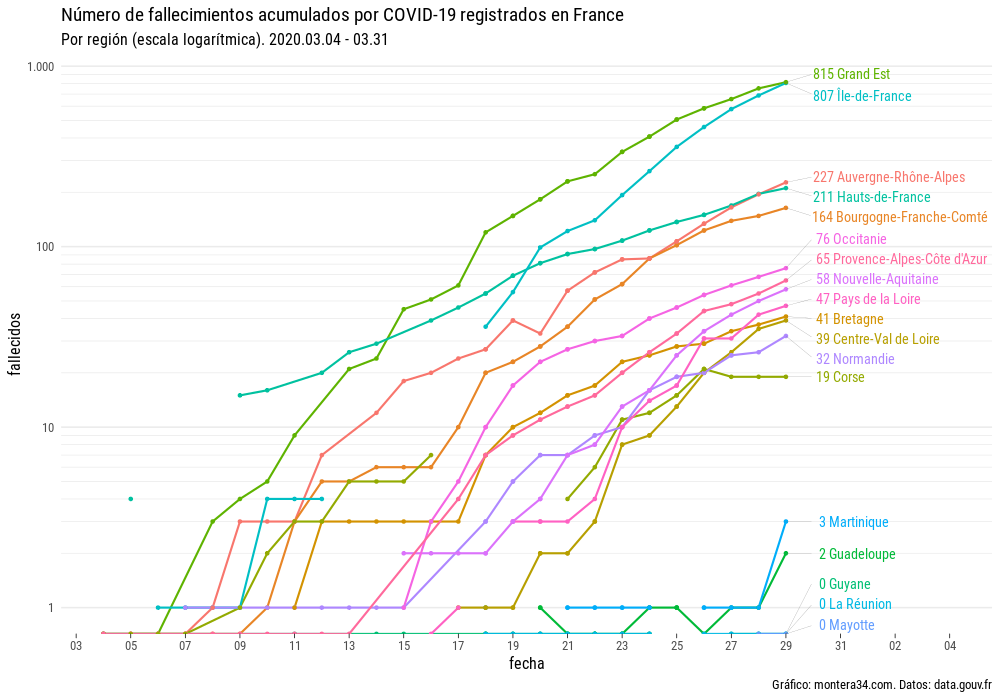 Número de fallecimientos acumulados por COVID-19 registrados en France
Por región (escala logarítmica). 2020.03.04 - 03.31
fallecidos
1.000
100
10
1
815 Grand Est
807 Île-de-France
227 Auvergne-Rhône-Alpes
211 Hauts-de-France
164 Bourgogne-Franche-Comté
76 Occitanie
65 Provence-Alpes-Côte d'Azur
58 Nouvelle-Aquitaine
47 Pays de la Loire
41 Bretagne
39 Centre-Val de Loire
32 Normandie
19 Corse
3 Martinique
2 Guadeloupe
0 Guyane
0 La Réunion
0 Mayotte
03 05 07 09 11 13 15 17 19 21 23 25 27 29 31 02 04
fecha
Gráfico: montera34.com. Datos: data.gouv.fr